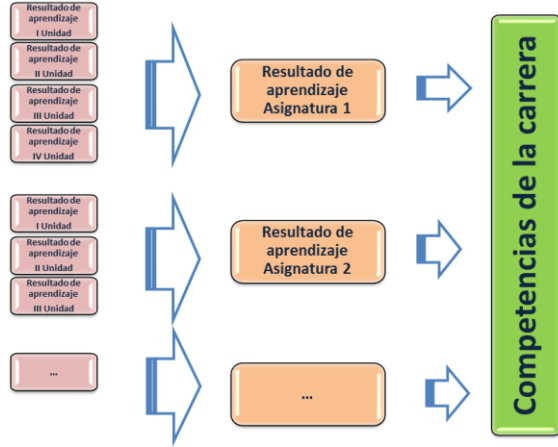 Resultado de
aprendizaje
I Unidad
Resultado de
aprendizaje
II Unidad
Resultado de
aprendizaje
III Unidad
Resultado de
aprendizaje
IV Unidad
Resultado de
aprendizaje
Asignatura 1
Resultado de
aprendizaje
I Unidad
Resultado de
aprendizaje
II Unidad
Resultado de
aprendizaje
III Unidad
Resultado de
aprendizaje
Asignatura 2
...
...
Competencias de la carrera